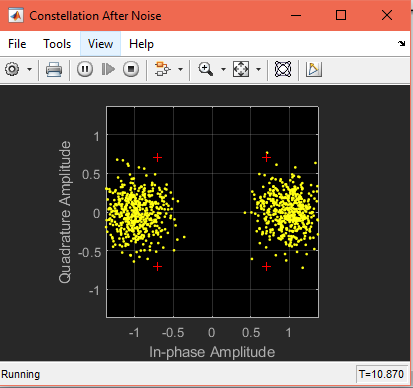 Constellation After Noise
File Tools View Help
1
0.5
0
-0.5
-1
Quadrature Amplitude
-1 -0.5 0 0.5 1
In-phase Amplitude
Running T=10.870